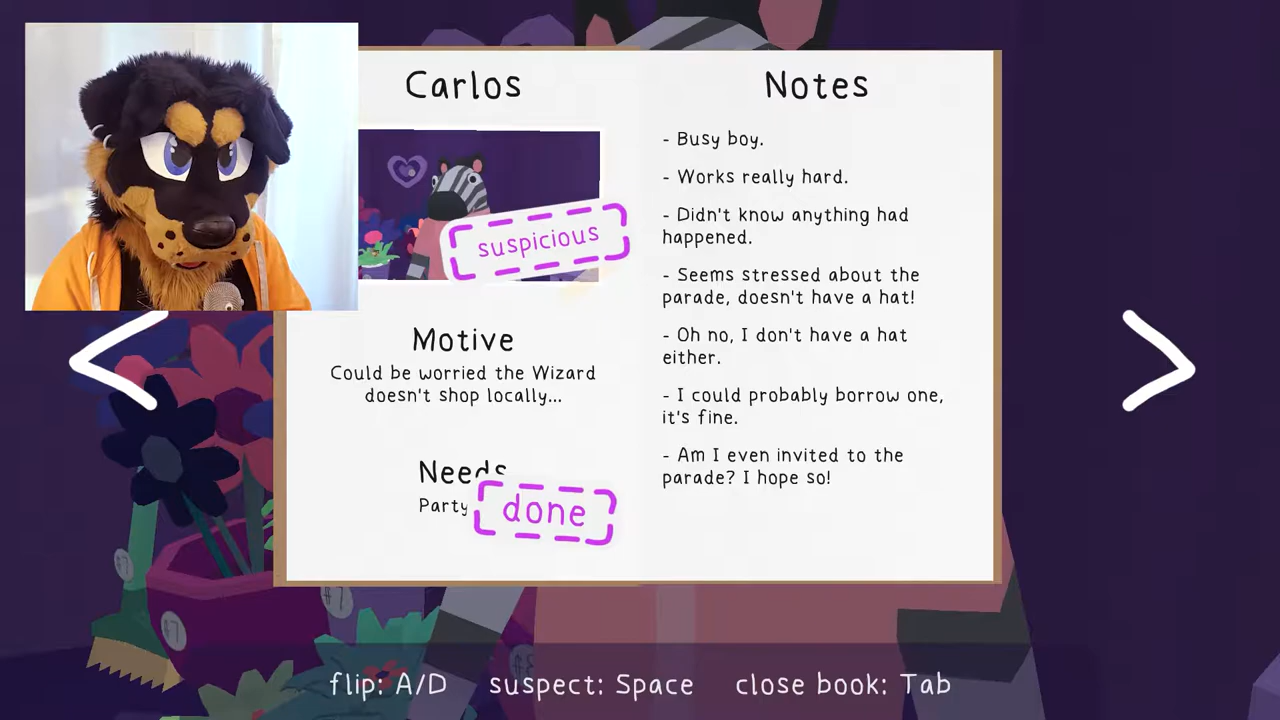 Carlos
suspicious
Motive
Could be worried the Wizard
doesn't shop locally...
Needs
Party
done
Notes
- Busy boy.
- Works really hard.
- Didn't know anything had
happened.
- Seems stressed about the
parade, doesn't have a hat!
- Oh no, I don't have a hat
either.
- I could probably borrow one,
it's fine.
- Am I even invited to the
parade? I hope so!
$7
flip: A/D suspect: Space close book: Tab